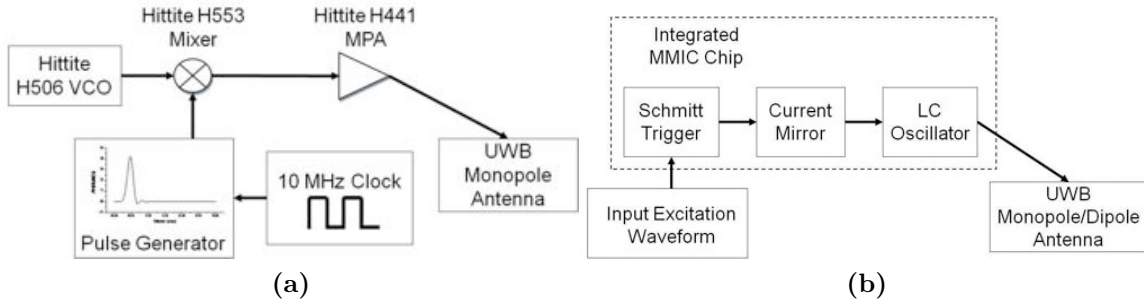 Hittite H553
Mixer
Hittite H441
MPA
Hittite
H506 VCO
UWB
Monopole
Antenna
10 MHz Clock
Pulse Generator
(a)
Integrated
MMIC Chip
Schmitt
Trigger
Current
Mirror
LC
Oscillator
Input Excitation
Waveform
UWB
Monopole/Dipole
Antenna
(b)